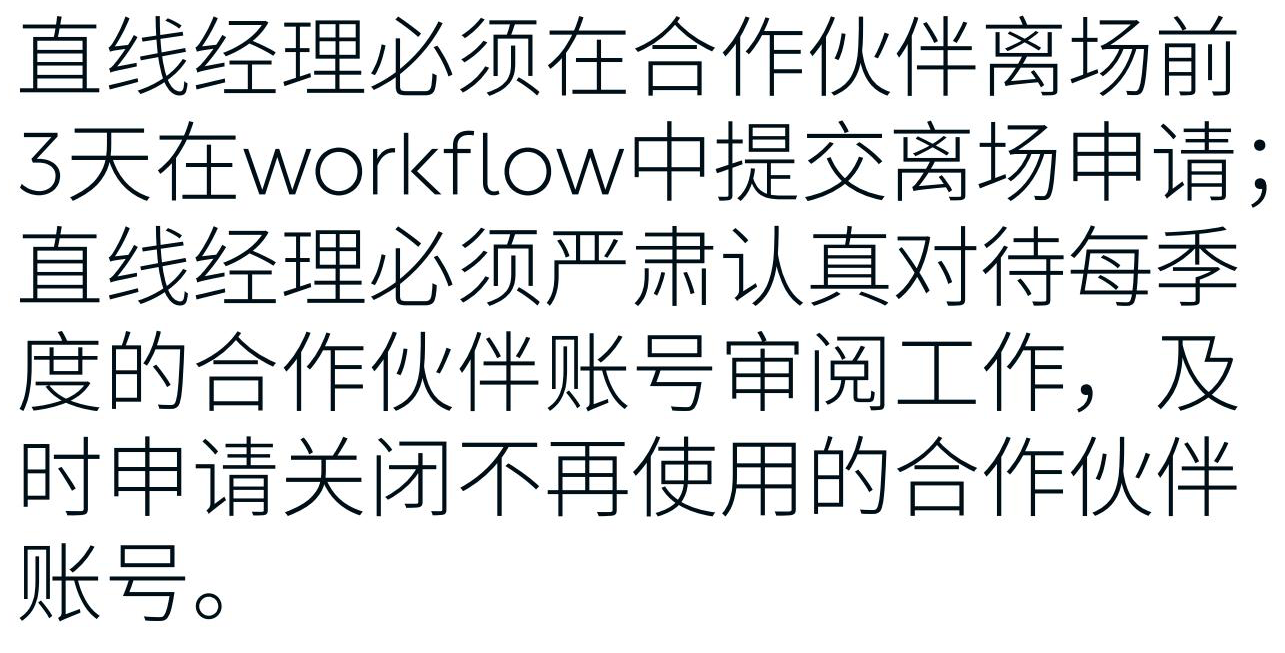 直线经理必须在合作伙伴离场前
3天在workflow中提交离场申请；
直线经理必须严肃认真对待每季
度的合作伙伴账号审阅工作，及
时申请关闭不再使用的合作伙伴
账号。